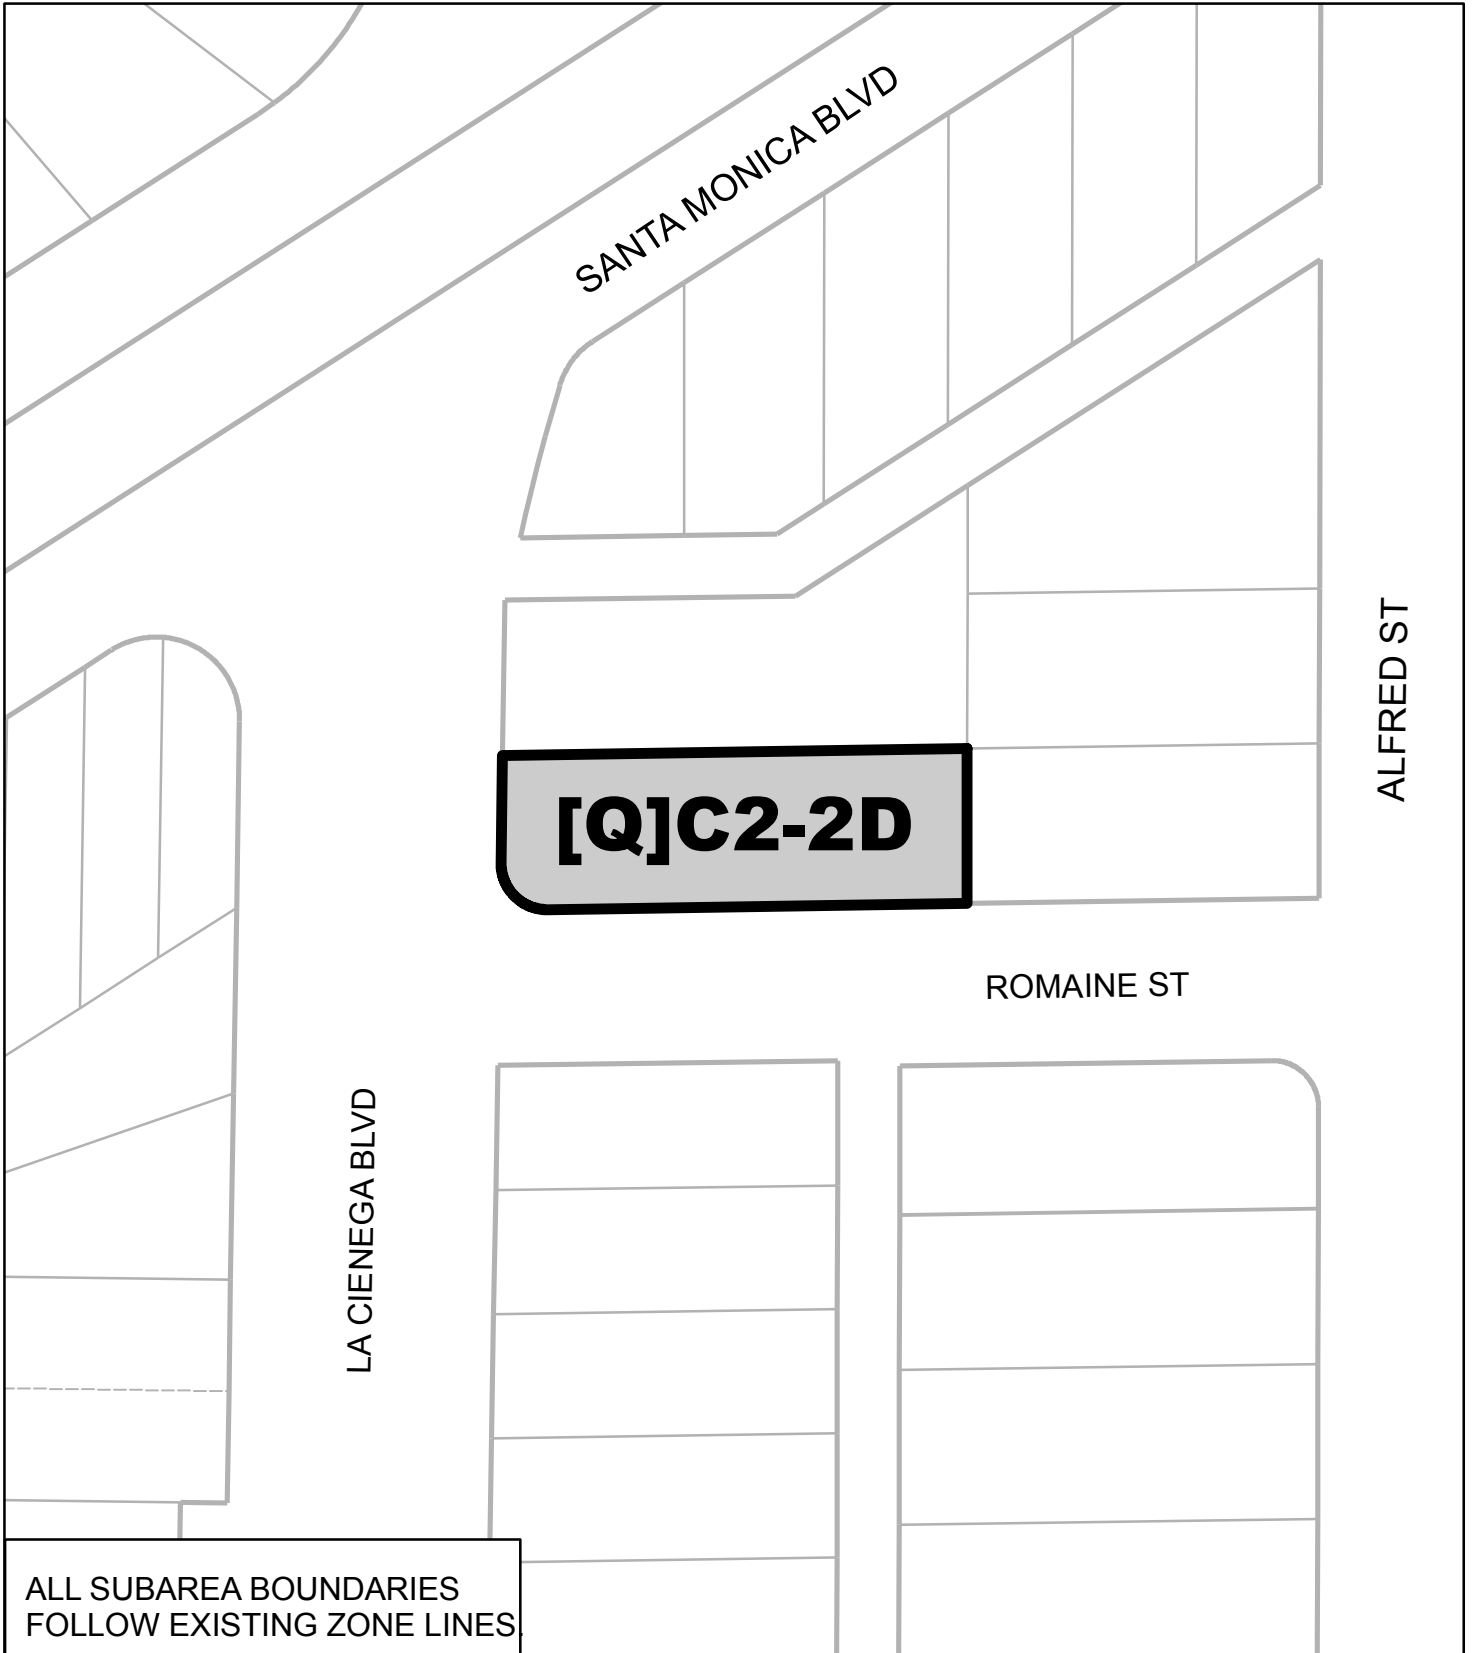 SANTA MONICA BLVD
ALFRED ST
[Q]C2-2D
ROMAINE ST
LA CIENEGA BLVD
ALL SUBAREA BOUNDARIES
FOLLOW EXISTING ZONE LINES.